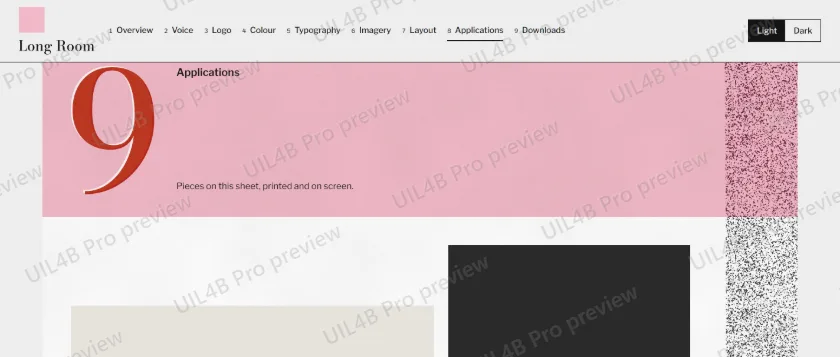 Long Room
1 Overview 2 Voice 3 Logo 4 Colour 5 Typography 6 Imagery 7 Layout 8 Applications 9 Downloads
Light Dark
9
Applications
Pieces on this sheet, printed and on screen.
UIL4B Pro preview